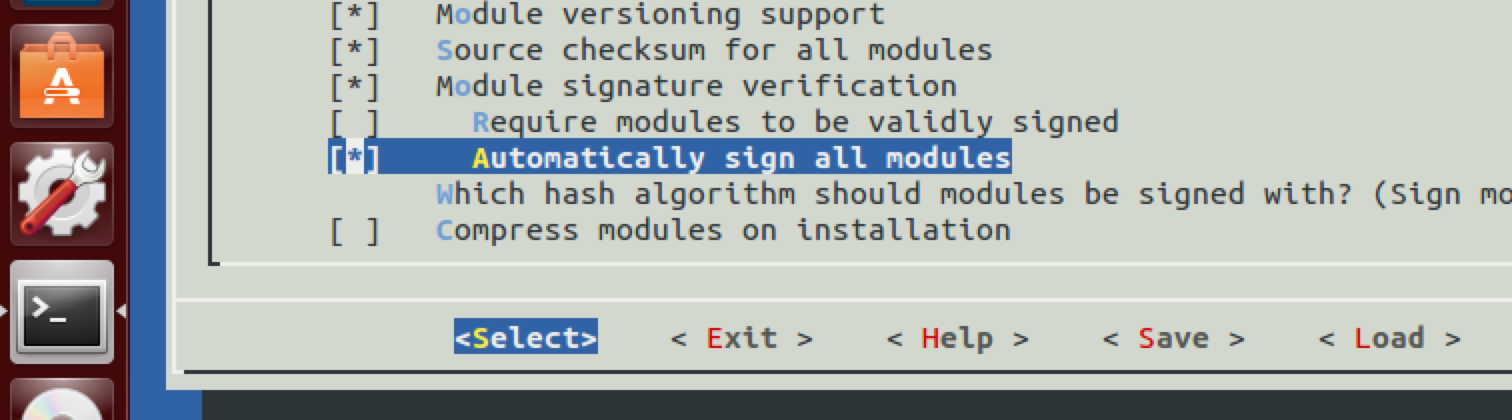 [*] Module versioning support
[*] Source checksum for all modules
[*] Module signature verification
[ ] Require modules to be validly signed
[*] Automatically sign all modules
Which hash algorithm should modules be signed with? (Sign mo
[ ] Compress modules on installation
<Select> < Exit > < Help > < Save > < Load >